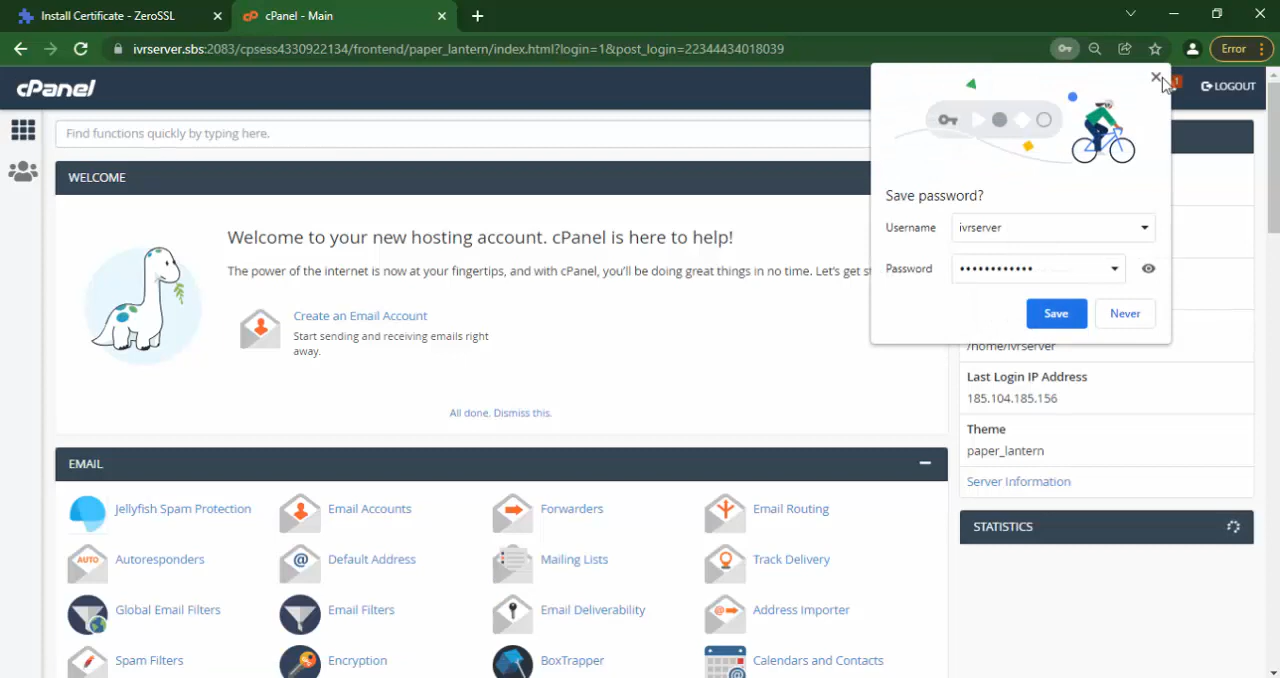 Install Certificate - ZeroSSL
cPanel - Main
ivrserver.sbs:2083/cpsess4330922134/frontend/paper_lantern/index.html?login=1&post_login=22344434018039
Error
cPanel
1
LOGOUT
Find functions quickly by typing here.
WELCOME
Welcome to your new hosting account. cPanel is here to help!
The power of the internet is now at your fingertips, and with cPanel, you'll be doing great things in no time. Let's get st
Create an Email Account
Start sending and receiving emails right
away.
All done. Dismiss this.
Save password?
Username
ivrserver
Password
••••••••••••
Save
Never
/home/ivrserver
Last Login IP Address
185.104.185.156
Theme
paper_lantern
Server Information
STATISTICS
EMAIL
Jellyfish Spam Protection
Email Accounts
Forwarders
Email Routing
AUTO
Autoresponders
Default Address
Mailing Lists
Track Delivery
Global Email Filters
Email Filters
Email Deliverability
Address Importer
Spam Filters
Encryption
BoxTrapper
Calendars and Contacts